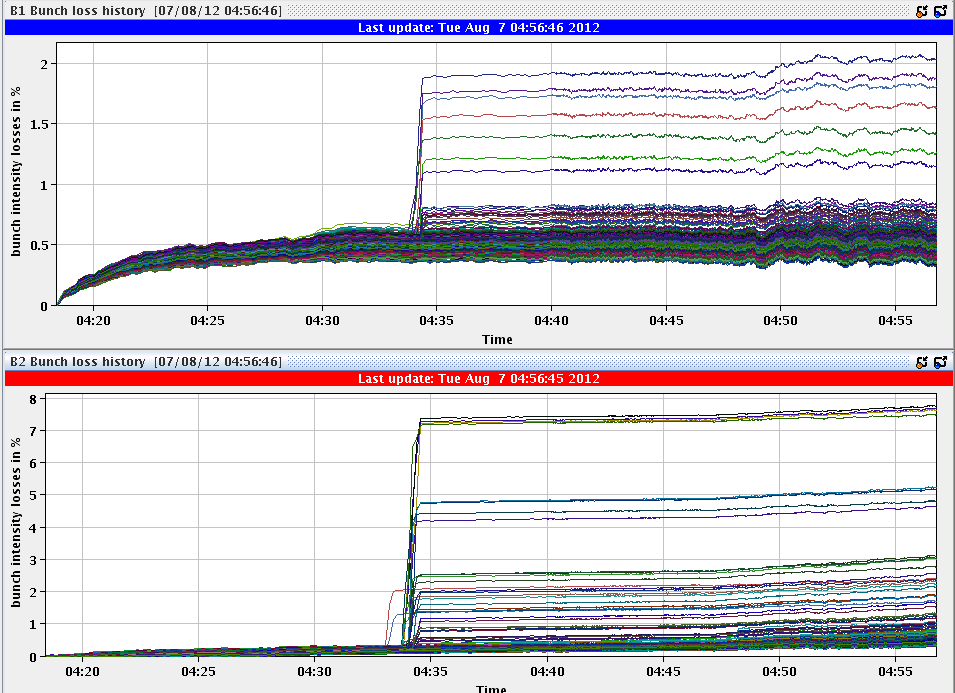 B1 Bunch loss history [07/08/12 04:56:46]
Last update: Tue Aug 7 04:56:46 2012
bunch intensity losses in %
2
1.5
1
0.5
0
04:20 04:25 04:30 04:35 04:40 04:45 04:50 04:55
Time
B2 Bunch loss history [07/08/12 04:56:46]
Last update: Tue Aug 7 04:56:45 2012
bunch intensity losses in %
8
7
6
5
4
3
2
1
0
04:20 04:25 04:30 04:35 04:40 04:45 04:50 04:55
Time